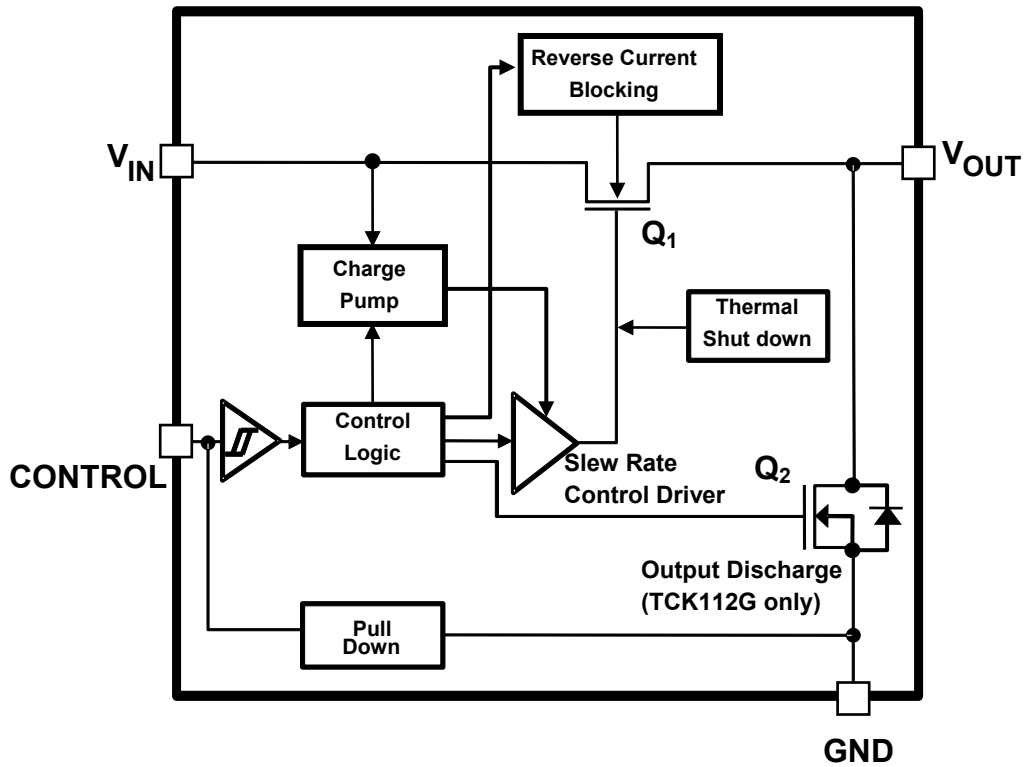 Reverse Current
Blocking
VIN
VOUT
Q1
Charge
Pump
Thermal
Shut down
Control
Logic
CONTROL
Slew Rate
Control Driver
Q2
Output Discharge
(TCK112G only)
Pull
Down
GND